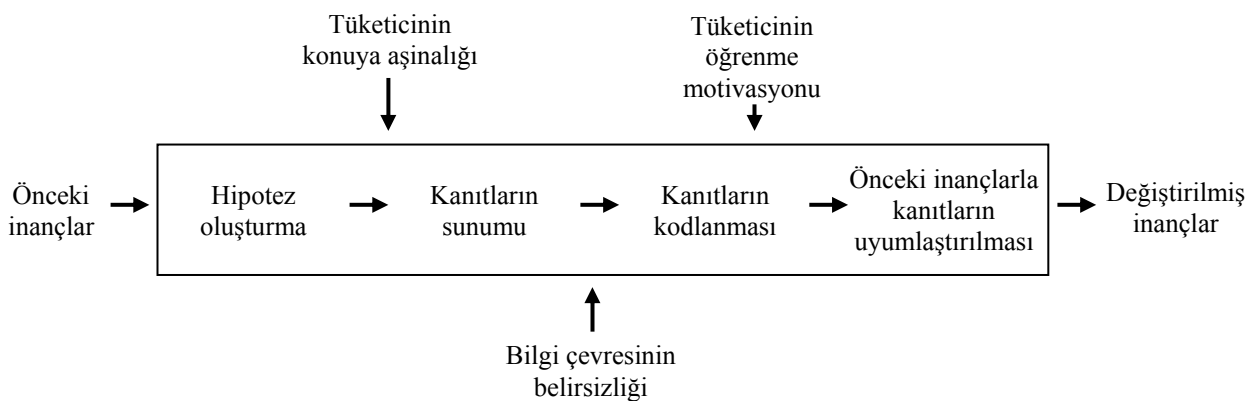 Tüketicinin
konuya aşinalığı
Tüketicinin
öğrenme
motivasyonu
Önceki
inançlar
Hipotez
oluşturma
Kanıtların
sunumu
Kanıtların
kodlanması
Önceki inançlarla
kanıtların
uyumlaştırılması
Değiştirilmiş
inançlar
Bilgi çevresinin
belirsizliği